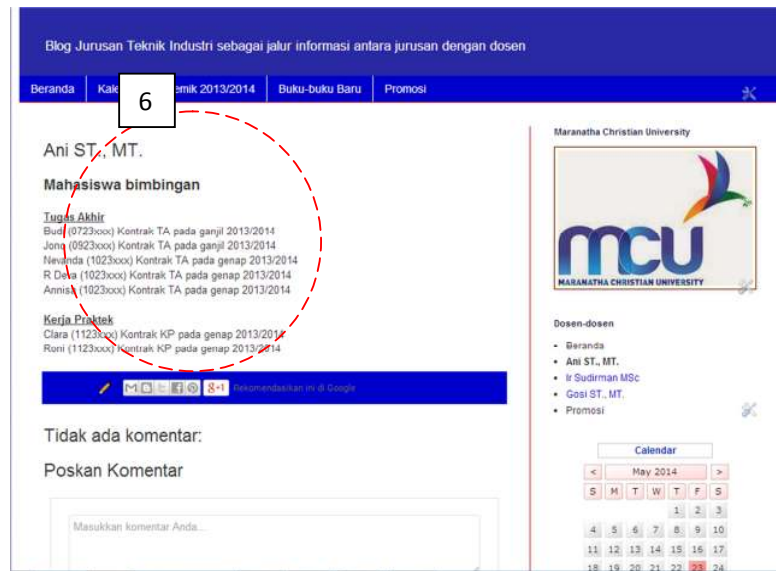 Blog Jurusan Teknik Industri sebagai jalur informasi antara jurusan dengan dosen
Beranda Kale emik 2013/2014 Buku-buku Baru Promosi
6
Ani ST., MT.
Mahasiswa bimbingan
Tugas Akhir
Budi (0723xxx) Kontrak TA pada ganjil 2013/2014
Jono (0923xxx) Kontrak TA pada ganjil 2013/2014
Nevanda (1023xxx) Kontrak TA pada genap 2013/2014
R Deva (1023xxx) Kontrak TA pada genap 2013/2014
Annisa (1023xxx) Kontrak TA pada genap 2013/2014
Kerja Praktek
Clara (1123xxx) Kontrak KP pada genap 2013/2014
Roni (1123xxx) Kontrak KP pada genap 2013/2014
g+1 Rekomendasikan ini di Google
Tidak ada komentar:
Poskan Komentar
Masukkan komentar Anda...
Maranatha Christian University
mcu
MARANATHA CHRISTIAN UNIVERSITY
Dosen-dosen
Beranda
Ani ST., MT.
Ir Sudirman MSc
Gosi ST., MT.
Promosi
Calendar
< May 2014 >
S M T W T F S
1 2 3
4 5 6 7 8 9 10
11 12 13 14 15 16 17
18 19 20 21 22 23 24